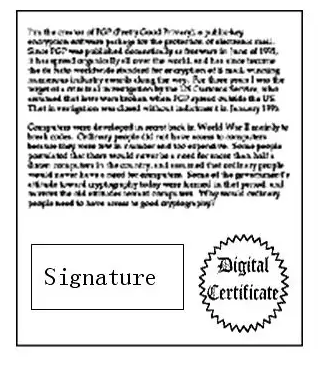 I'm the creator of PGP (Pretty Good Privacy), a public-key
encryption software package for the protection of electronic mail.
Since PGP was published domestically as freeware in June of 1991,
it has spread organically all over the world, and has since become
the de facto worldwide standard for encryption of E-mail, winning
numerous industry awards along the way. For three years I was the
target of a criminal investigation by the US Customs Service, who
assumed that laws were broken when PGP spread outside the US.
That investigation was closed without indictment in January 1996.
Computers were developed in secret back in World War II mainly to
break codes. Ordinary people did not have access to computers,
because they were few in number and too expensive. Some people
postulated that there would never be a need for more than half a
dozen computers in the country, and assumed that ordinary people
would never have a need for computers. Some of the government's
attitude toward cryptography today were formed in that period, and
the old attitudes toward computers. Why would ordinary
people need to have access to good cryptography?
Signature
Digital
Certificate